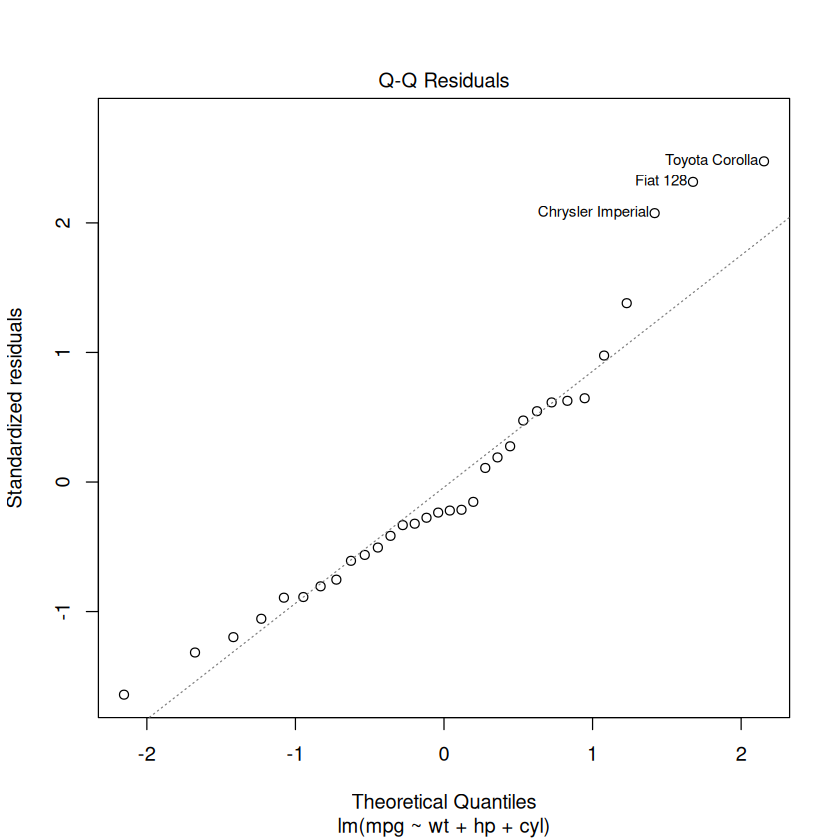 Q-Q Residuals
Toyota Corolla
Fiat 128
Chrysler Imperial
Standardized residuals
2
1
0
-1
-2 -1 0 1 2
Theoretical Quantiles
lm(mpg ~ wt + hp + cyl)